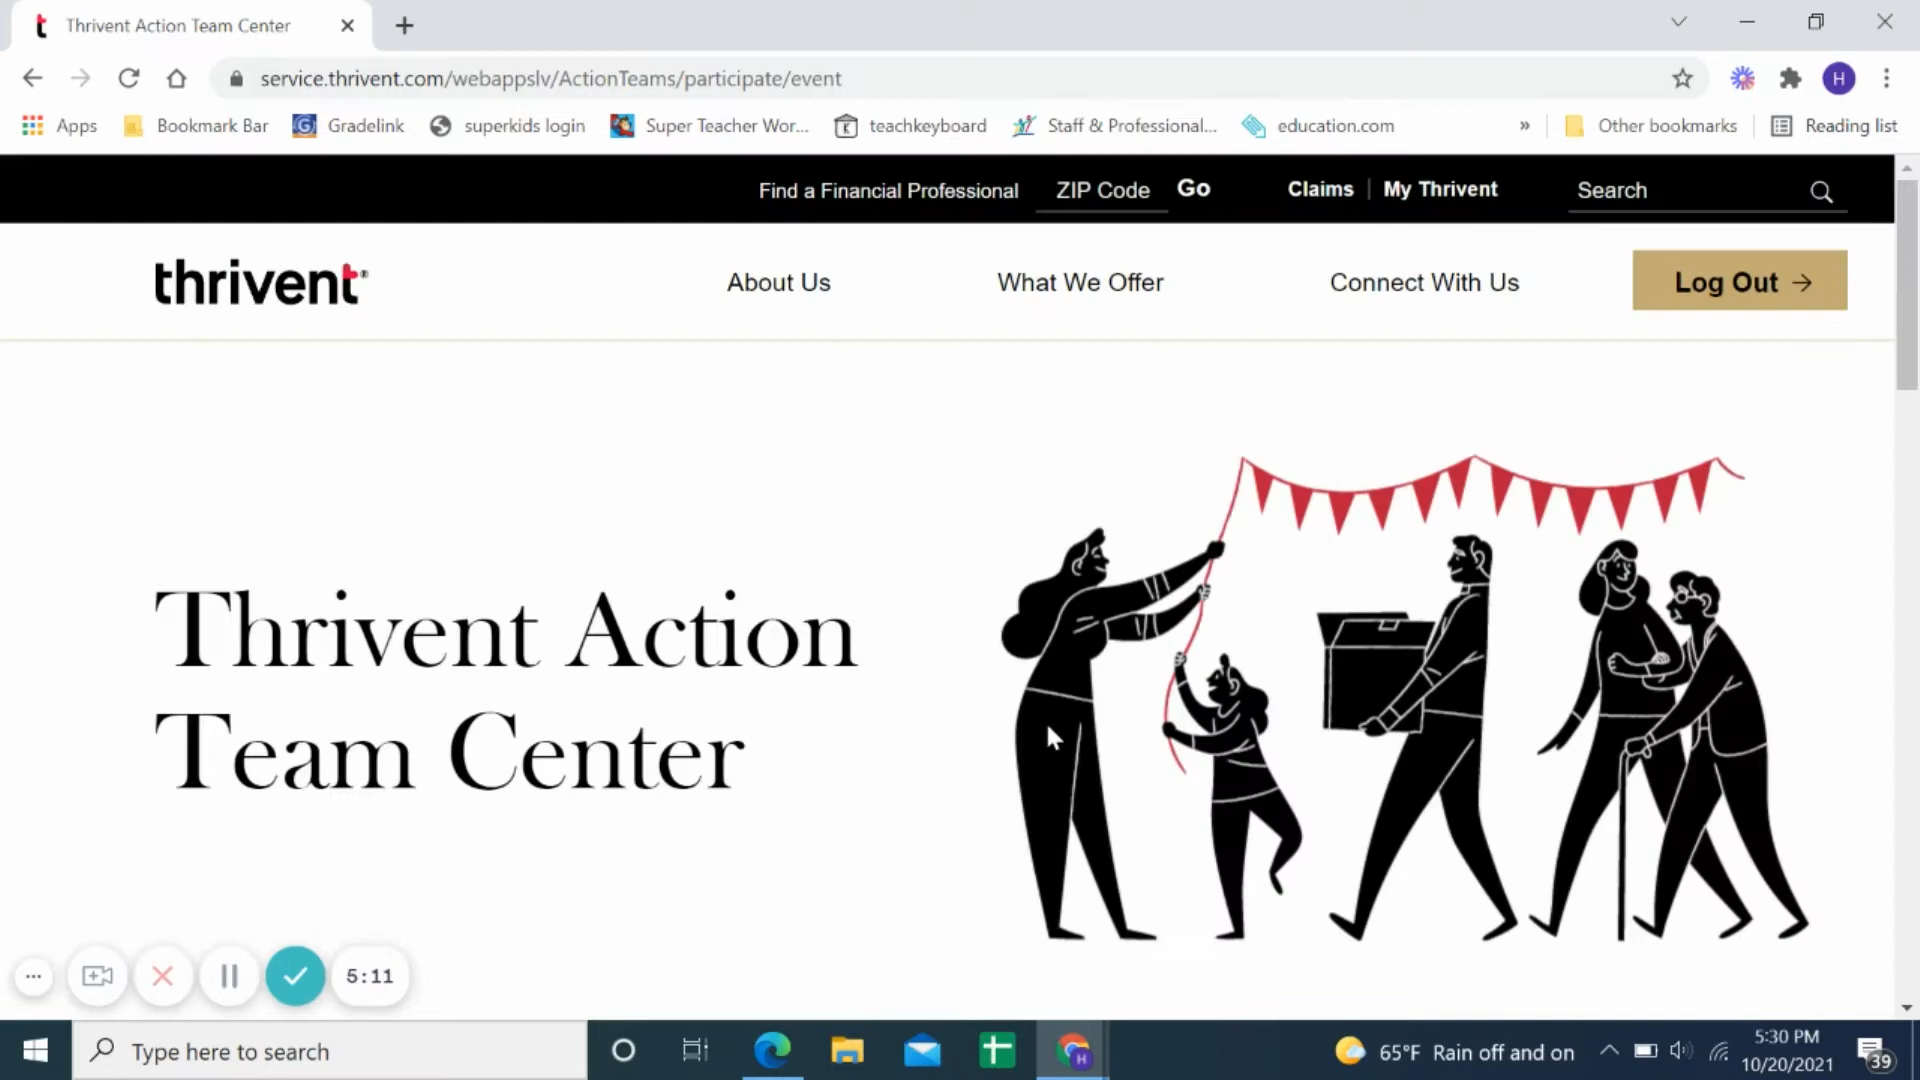 Thrivent Action Team Center
service.thrivent.com/webappslv/ActionTeams/participate/event
H
Apps
Bookmark Bar
Gradelink
superkids login
Super Teacher Wor...
teachkeyboard
Staff & Professional...
education.com
»
Other bookmarks
Reading list
Find a Financial Professional
ZIP Code
Go
Claims
My Thrivent
Search
thrivent®
About Us
What We Offer
Connect With Us
Log Out →
Thrivent Action
Team Center
5:11
Type here to search
H
65°F Rain off and on
5:30 PM
10/20/2021
39